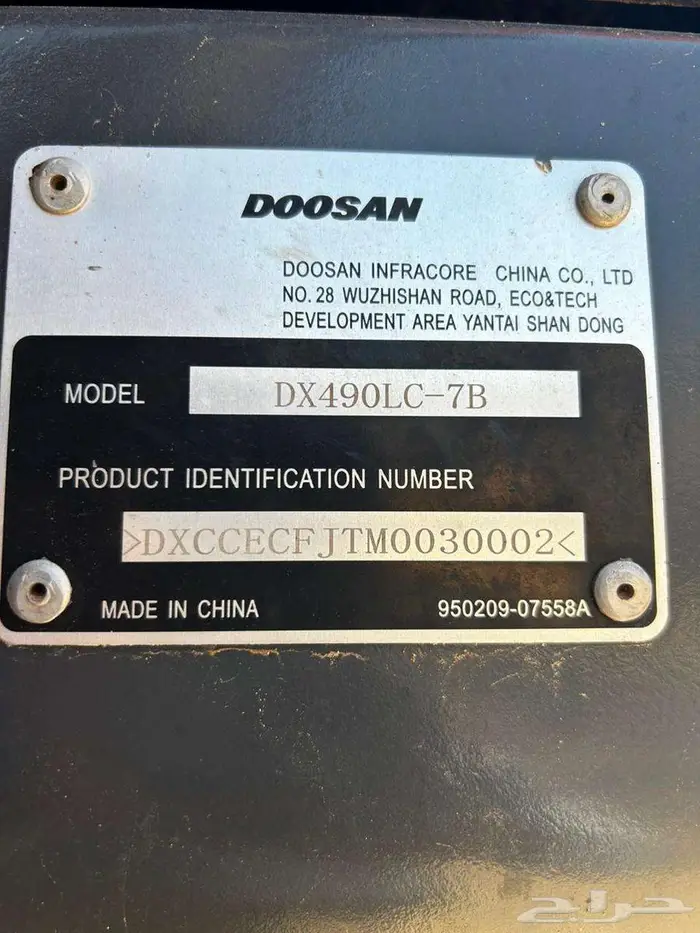 DOOSAN
DOOSAN INFRACORE CHINA CO., LTD
NO. 28 WUZHISHAN ROAD, ECO&TECH
DEVELOPMENT AREA YANTAI SHAN DONG
MODEL DX490LC-7B
PRODUCT IDENTIFICATION NUMBER
>DXCCECFJTM0030002<
MADE IN CHINA 950209-07558A
حراج